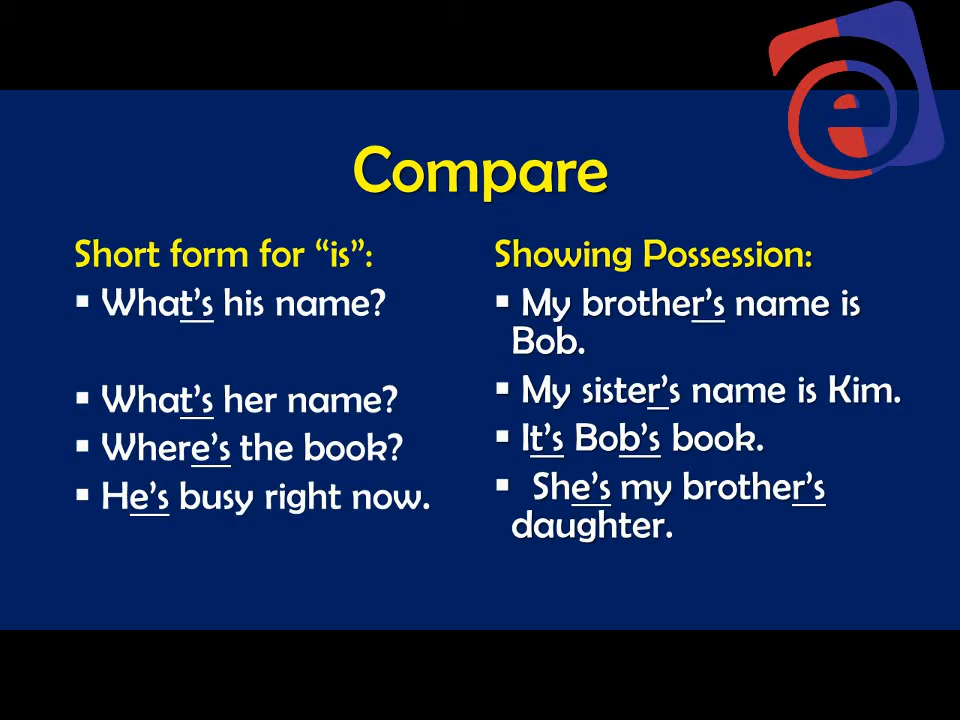 Compare
Short form for “is”:
▪ What’s his name?
▪ What’s her name?
▪ Where’s the book?
▪ He’s busy right now.
Showing Possession:
▪ My brother’s name is
Bob.
▪ My sister’s name is Kim.
▪ It’s Bob’s book.
▪ She’s my brother’s
daughter.
e